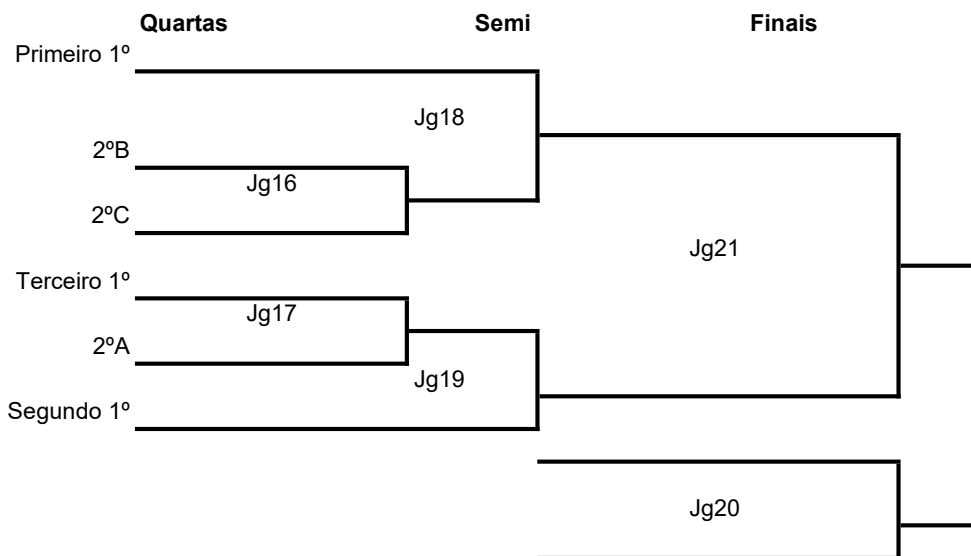 Quartas Semi Finais
Primeiro 1º
Jg18
2ºB
Jg16
2ºC
Jg21
Terceiro 1º
Jg17
2ºA
Jg19
Segundo 1º
Jg20